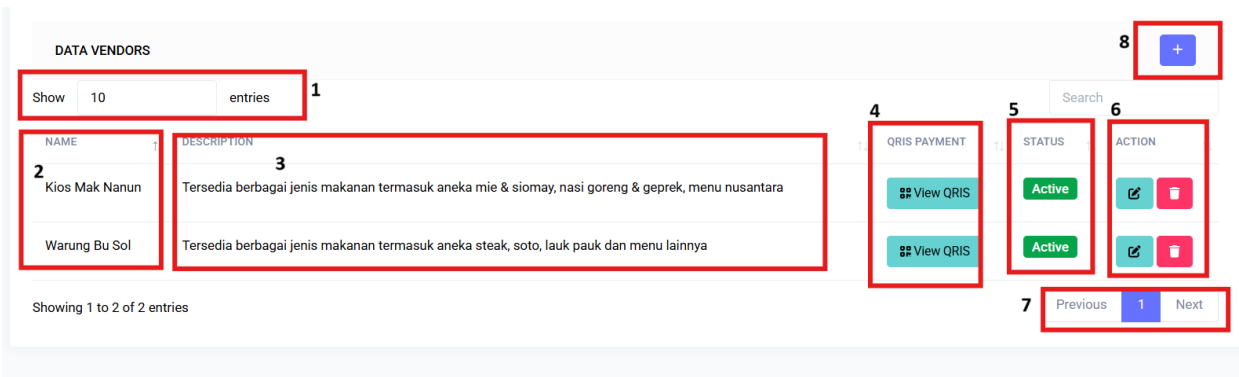 8
DATA VENDORS +
Show 10 entries 1 Search
4 5 6
NAME DESCRIPTION QRIS PAYMENT STATUS ACTION
2 3
Kios Mak Nanun Tersedia berbagai jenis makanan termasuk aneka mie & siomay, nasi goreng & geprek, menu nusantara View QRIS Active
Warung Bu Sol Tersedia berbagai jenis makanan termasuk aneka steak, soto, lauk pauk dan menu lainnya View QRIS Active
Showing 1 to 2 of 2 entries 7 Previous 1 Next